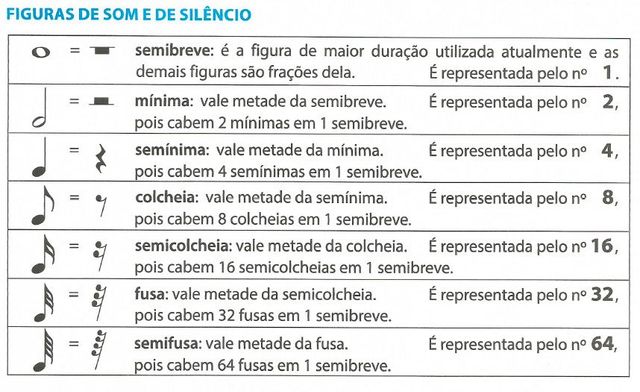 FIGURAS DE SOM E DE SILÊNCIO
semibreve: é a figura de maior duração utilizada atualmente e as
demais figuras são frações dela. É representada pelo nº 1.
mínima: vale metade da semibreve. É representada pelo nº 2,
pois cabem 2 mínimas em 1 semibreve.
semínima: vale metade da mínima. É representada pelo nº 4,
pois cabem 4 semínimas em 1 semibreve.
colcheia: vale metade da semínima. É representada pelo nº 8,
pois cabem 8 colcheias em 1 semibreve.
semicolcheia: vale metade da colcheia. É representada pelo nº 16,
pois cabem 16 semicolcheias em 1 semibreve.
fusa: vale metade da semicolcheia. É representada pelo nº 32,
pois cabem 32 fusas em 1 semibreve.
semifusa: vale metade da fusa. É representada pelo nº 64,
pois cabem 64 fusas em 1 semibreve.